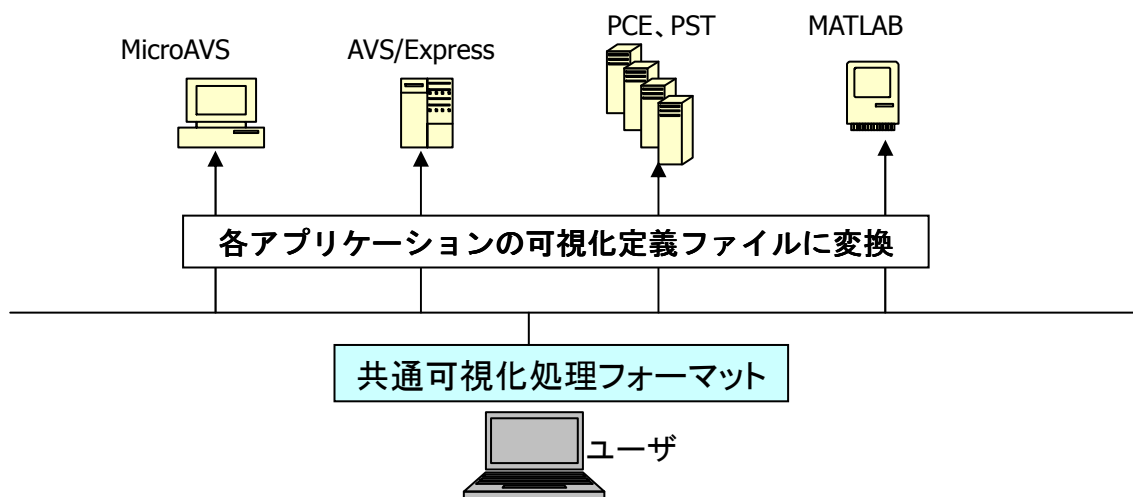 MicroAVS
AVS/Express
PCE、PST
MATLAB
各アプリケーションの可視化定義ファイルに変換
共通可視化処理フォーマット
ユーザ